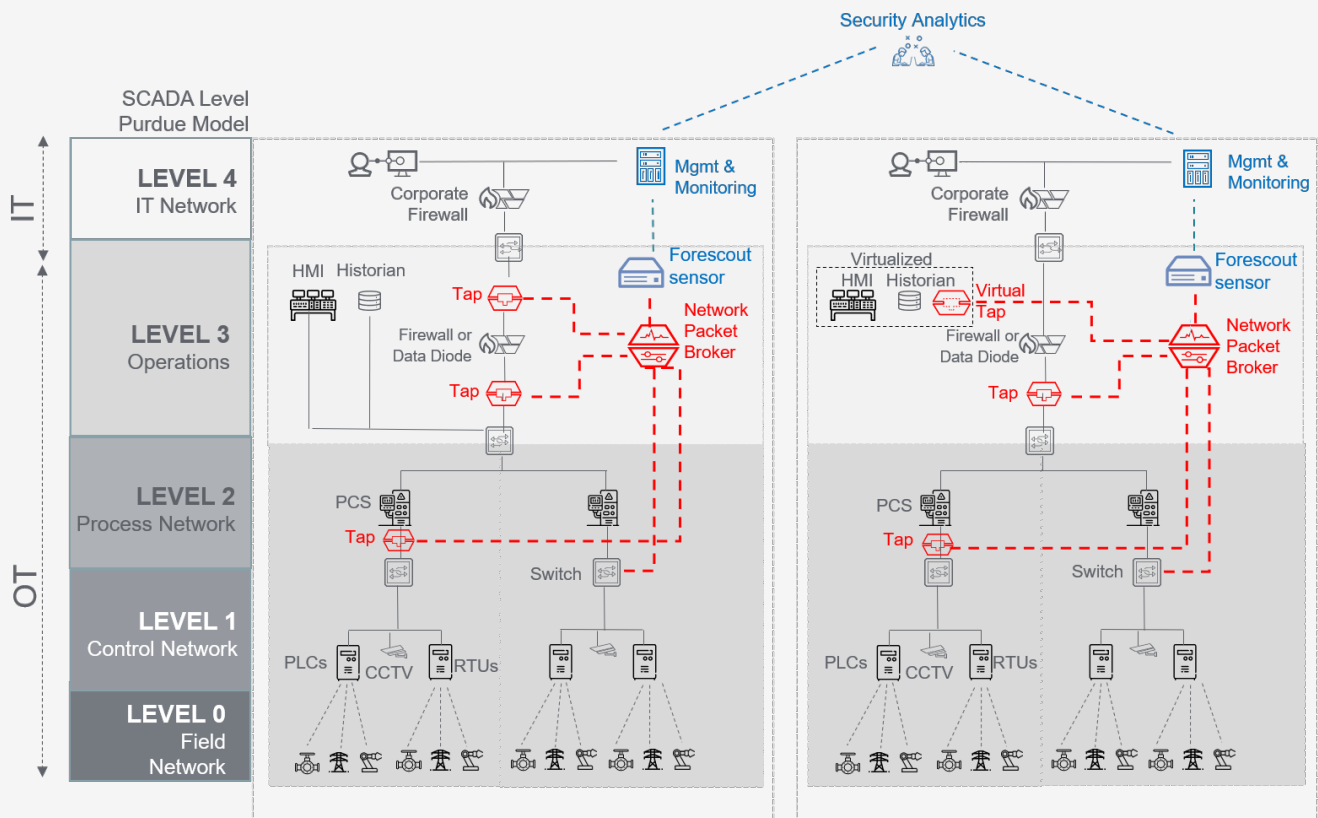 Security Analytics
SCADA Level
Purdue Model
IT
OT
LEVEL 4
IT Network
LEVEL 3
Operations
LEVEL 2
Process Network
LEVEL 1
Control Network
LEVEL 0
Field
Network
Corporate
Firewall
Mgmt &
Monitoring
HMI
Historian
Forescout
sensor
Tap
Network
Packet
Broker
Firewall or
Data Diode
Tap
PCS
Tap
Switch
PLCs
CCTV
RTUs
Corporate
Firewall
Mgmt &
Monitoring
Virtualized
HMI
Historian
Virtual
Tap
Forescout
sensor
Network
Packet
Broker
Firewall or
Data Diode
Tap
PCS
Tap
Switch
PLCs
CCTV
RTUs